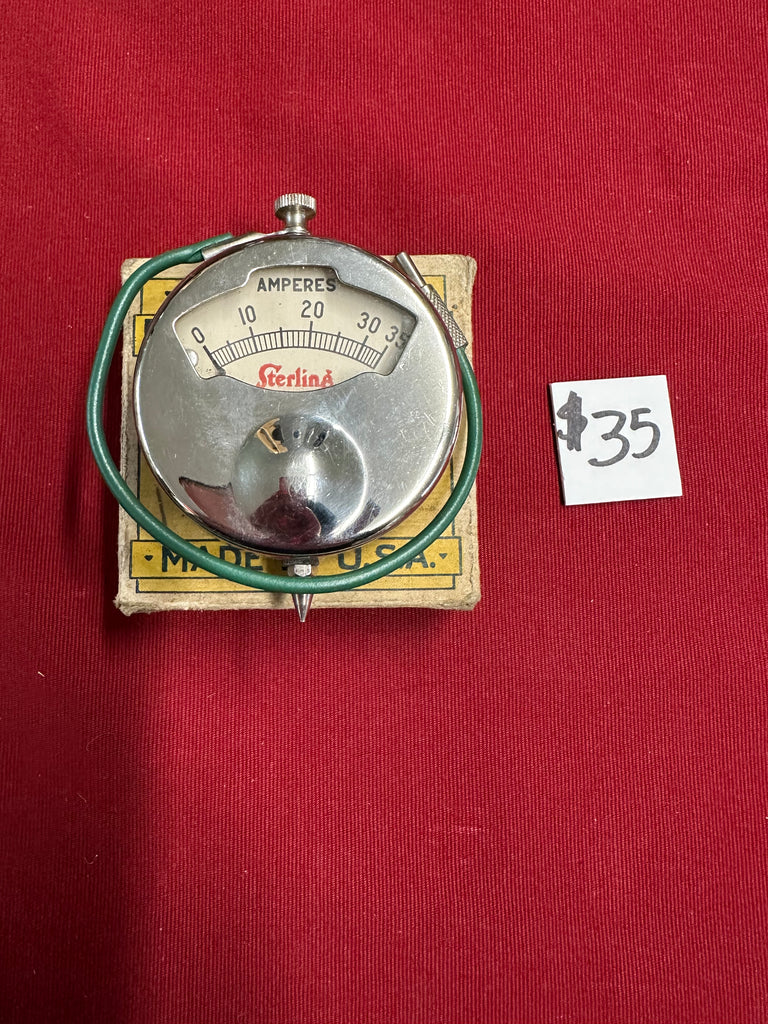 AMPERES
0 10 20 30 35
Sterling
$35
MADE U.S.A.